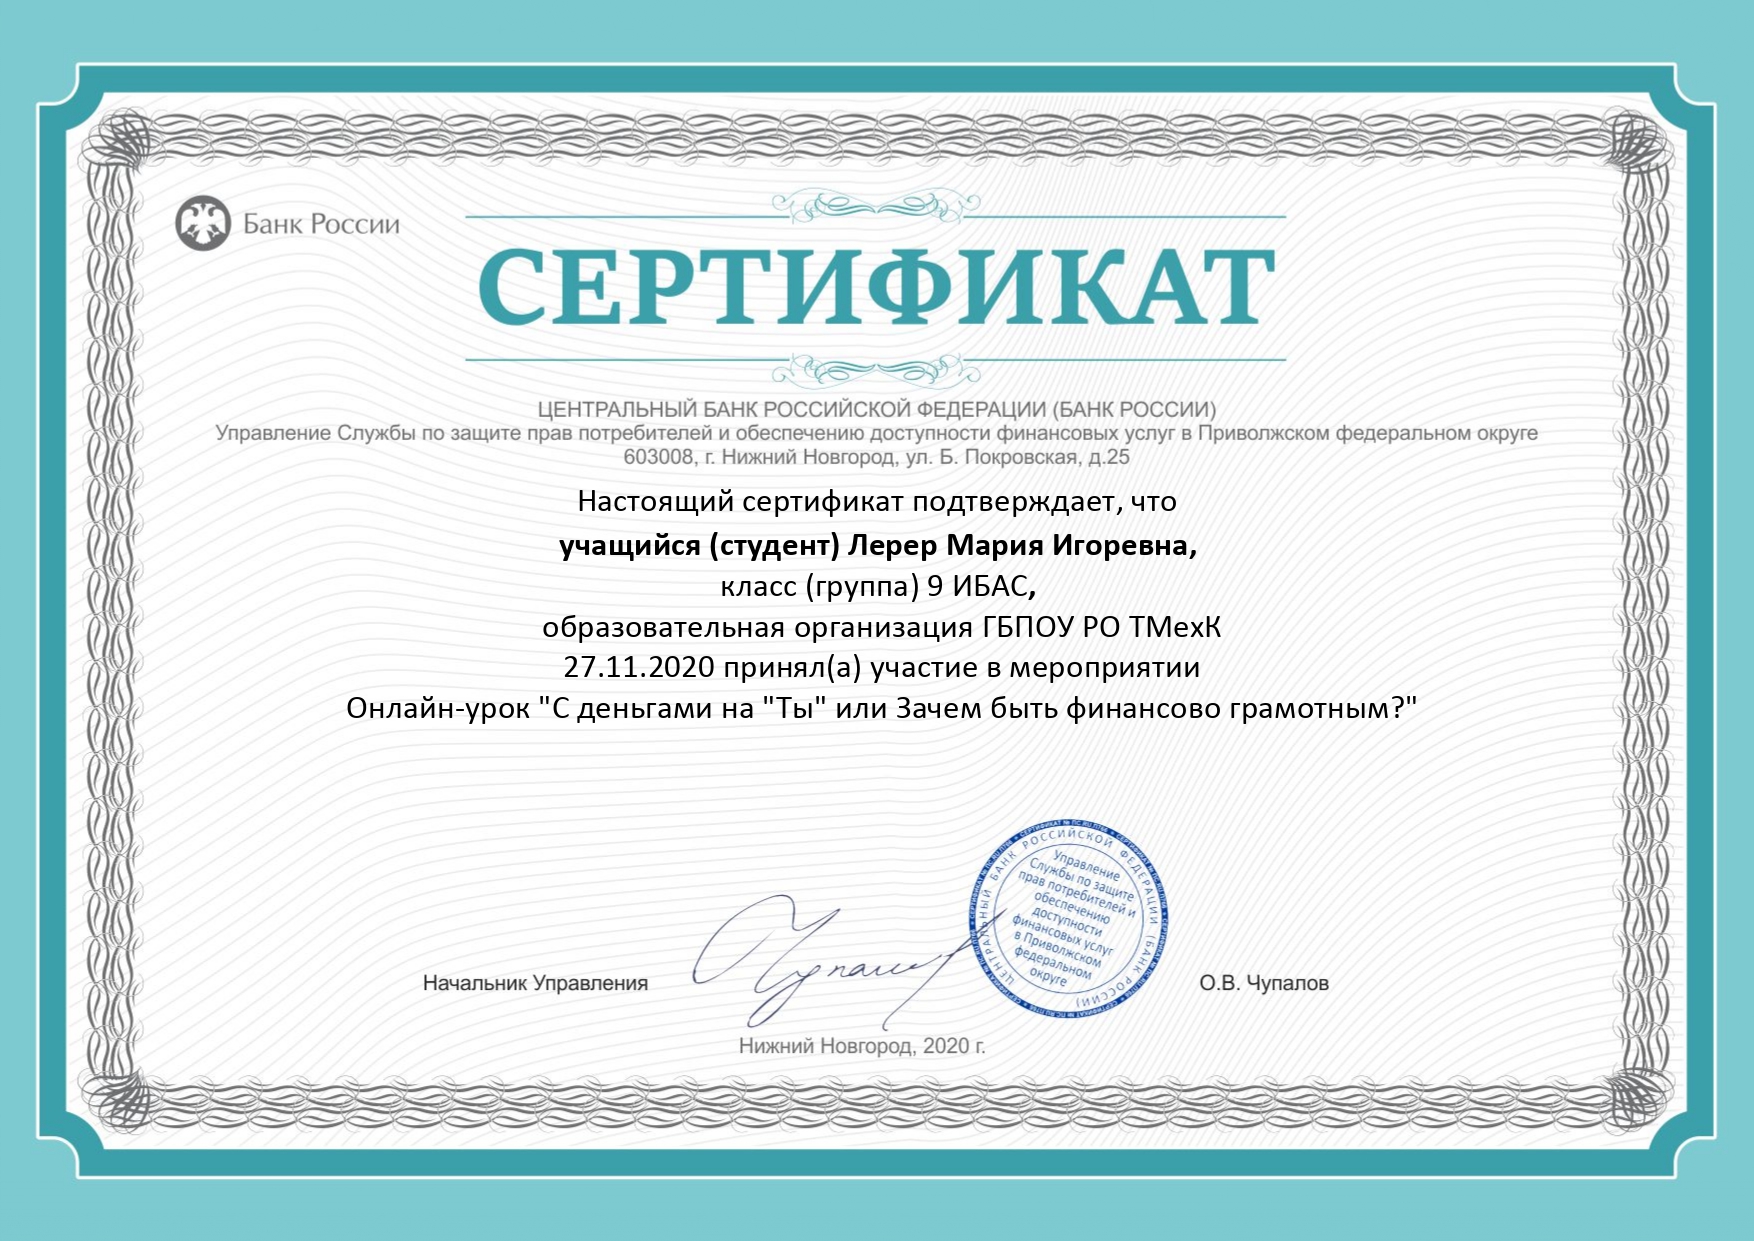 Банк России
СЕРТИФИКАТ
ЦЕНТРАЛЬНЫЙ БАНК РОССИЙСКОЙ ФЕДЕРАЦИИ (БАНК РОССИИ)
Управление Службы по защите прав потребителей и обеспечению доступности финансовых услуг в Приволжском федеральном округе
603008, г. Нижний Новгород, ул. Б. Покровская, д.25
Настоящий сертификат подтверждает, что
учащийся (студент) Лерер Мария Игоревна,
класс (группа) 9 ИБАС,
образовательная организация ГБПОУ РО ТМехК
27.11.2020 принял(а) участие в мероприятии
Онлайн-урок "С деньгами на "Ты" или Зачем быть финансово грамотным?"
ЦЕНТРАЛЬНЫЙ БАНК РОССИЙСКОЙ ФЕДЕРАЦИИ (БАНК РОССИИ)
Управление
Службы по защите
прав потребителей и
обеспечению
доступности
финансовых услуг
в Приволжском
федеральном
округе
Начальник Управления
О.В. Чупалов
Нижний Новгород, 2020 г.